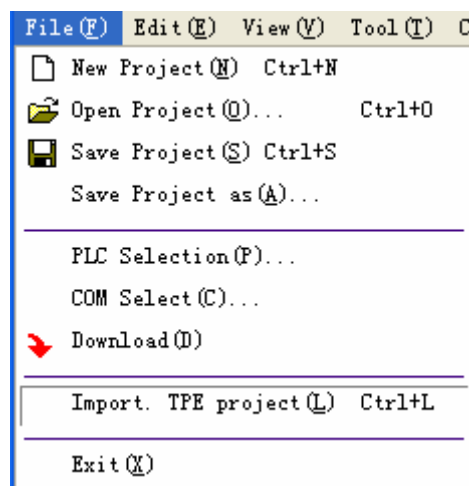 File(F) Edit(E) View(V) Tool(T) C
New Project(N) Ctrl+N
Open Project(O)... Ctrl+O
Save Project(S) Ctrl+S
Save Project as(A)...
PLC Selection(P)...
COM Select(C)...
Download(D)
Import. TPE project(L) Ctrl+L
Exit(X)